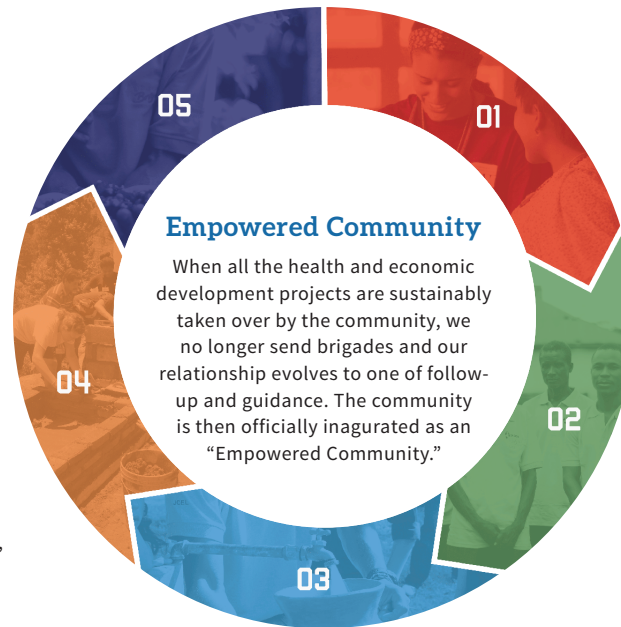 05
01
Empowered Community
When all the health and economic
development projects are sustainably
taken over by the community, we
no longer send brigades and our
relationship evolves to one of follow-
up and guidance. The community
is then officially inagurated as an
“Empowered Community.”
04
02
03
,